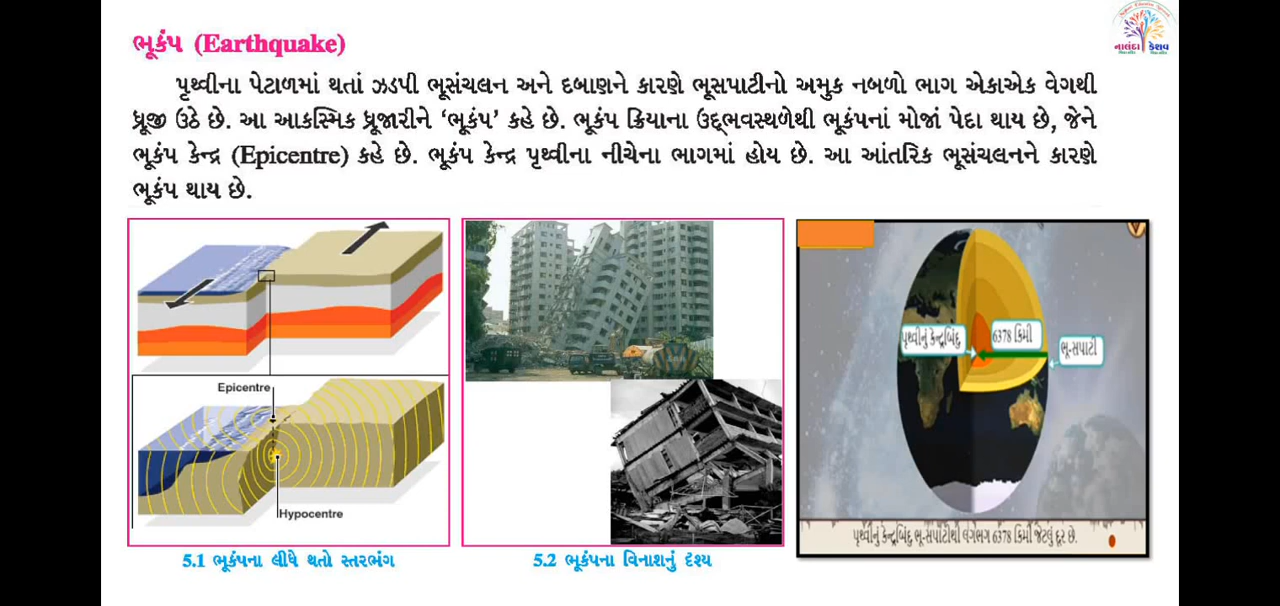 નાલંદા કેશવ
ભૂકંપ (Earthquake)
પૃથ્વીના પેટાળમાં થતાં ઝડપી ભૂસંચલન અને દબાણને કારણે ભૂસપાટીનો અમુક નબળો ભાગ એકાએક વેગથી
ધ્રૂજી ઉઠે છે. આ આકસ્મિક ધ્રૂજારીને ‘ભૂકંપ’ કહે છે. ભૂકંપ ક્રિયાના ઉદ્ભવસ્થળેથી ભૂકંપનાં મોજાં પેદા થાય છે, જેને
ભૂકંપ કેન્દ્ર (Epicentre) કહે છે. ભૂકંપ કેન્દ્ર પૃથ્વીના નીચેના ભાગમાં હોય છે. આ આંતરિક ભૂસંચલનને કારણે
ભૂકંપ થાય છે.
Epicentre
Hypocentre
પૃથ્વીનું કેન્દ્રબિંદુ
6378 કિમી
ભૂ-સપાટી
પૃથ્વીનું કેન્દ્રબિંદુ ભૂ-સપાટીથી લગભગ 6378 કિમી જેટલું દૂર છે.
5.1 ભૂકંપના લીધે થતો સ્તરભંગ
5.2 ભૂકંપના વિનાશનું દૃશ્ય